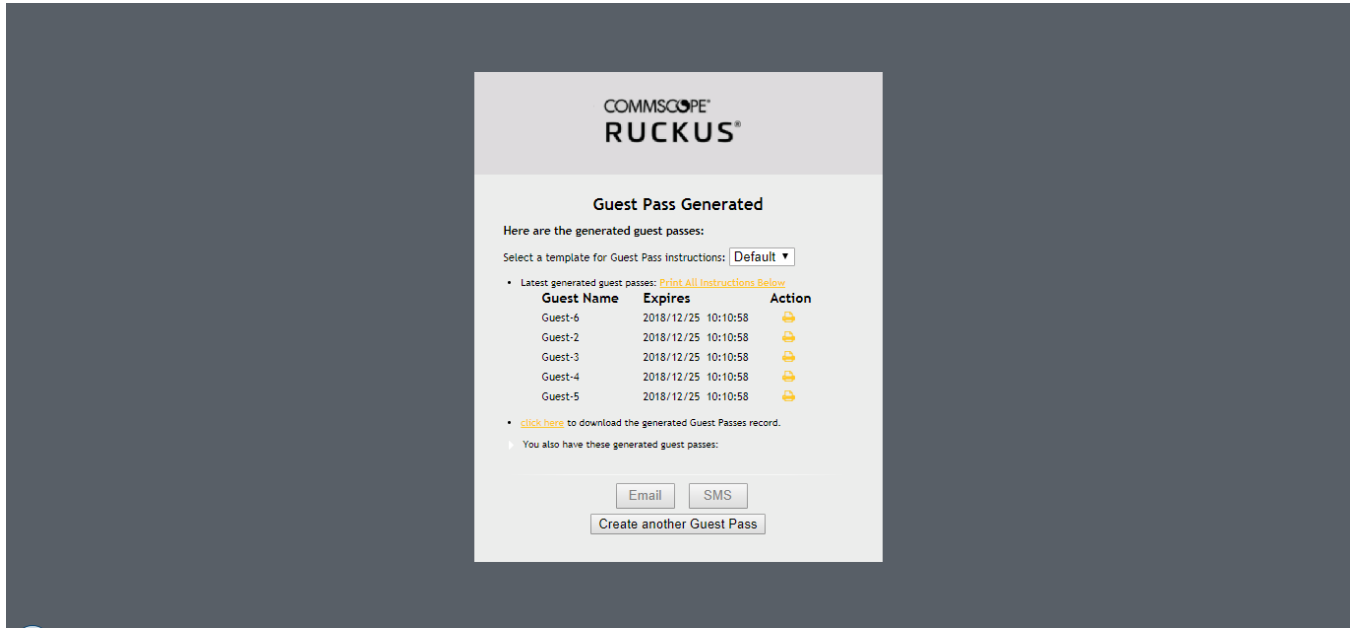 COMMSCOPE®
RUCKUS®
Guest Pass Generated
Here are the generated guest passes:
Select a template for Guest Pass instructions: Default ▼
• Latest generated guest passes: Print All Instructions Below
Guest Name Expires Action
Guest-6 2018/12/25 10:10:58
Guest-2 2018/12/25 10:10:58
Guest-3 2018/12/25 10:10:58
Guest-4 2018/12/25 10:10:58
Guest-5 2018/12/25 10:10:58
• click here to download the generated Guest Passes record.
You also have these generated guest passes:
Email SMS
Create another Guest Pass